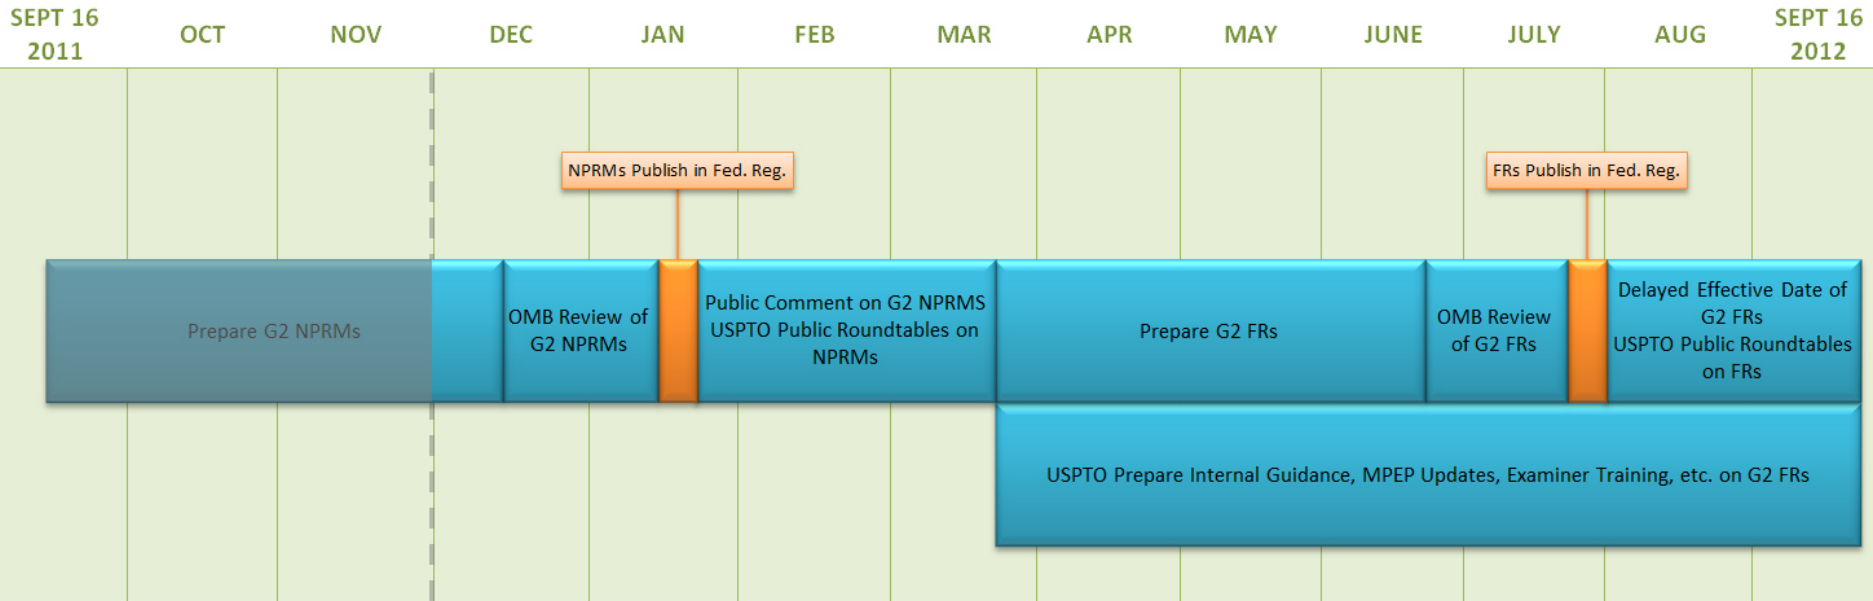 SEPT 16
2011
OCT
NOV
DEC
JAN
FEB
MAR
APR
MAY
JUNE
JULY
AUG
SEPT 16
2012
NPRMs Publish in Fed. Reg.
FRs Publish in Fed. Reg.
Prepare G2 NPRMs
OMB Review of
G2 NPRMs
Public Comment on G2 NPRMS
USPTO Public Roundtables on
NPRMs
Prepare G2 FRs
OMB Review
of G2 FRs
Delayed Effective Date of
G2 FRs
USPTO Public Roundtables
on FRs
USPTO Prepare Internal Guidance, MPEP Updates, Examiner Training, etc. on G2 FRs